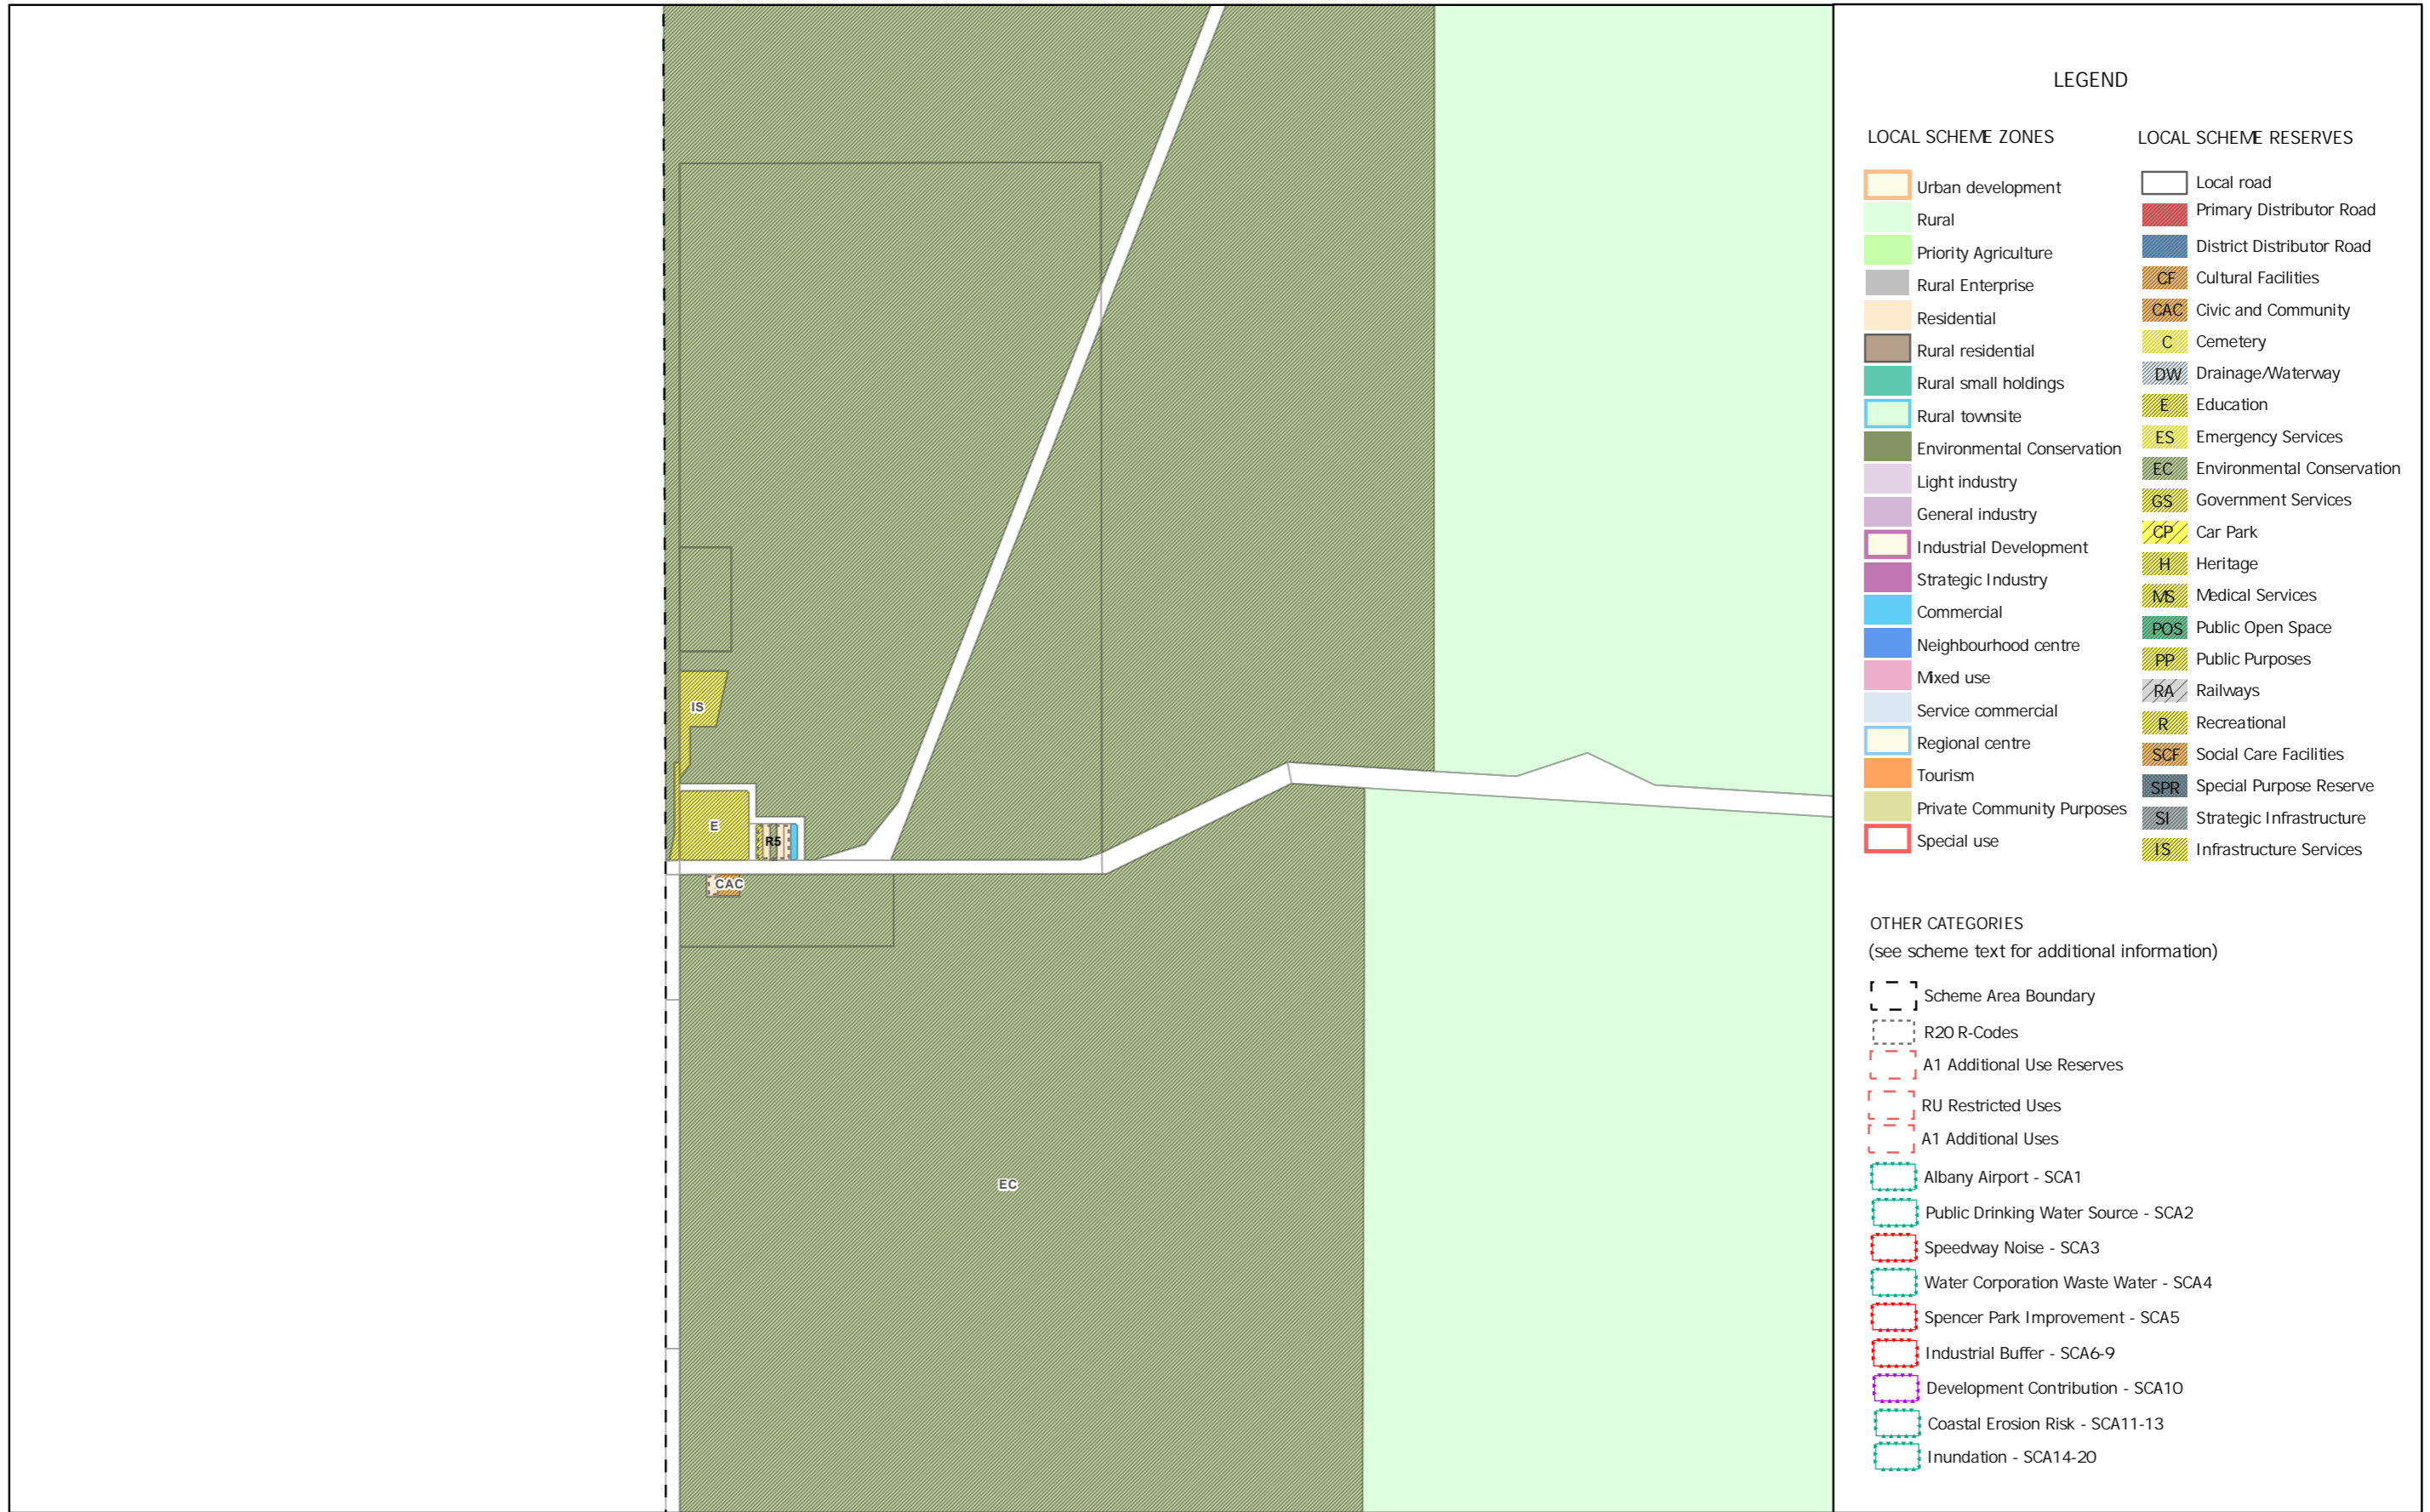 IS
E
R5
CAC
EC
LEGEND
LOCAL SCHEME ZONES
Urban development
Rural
Priority Agriculture
Rural Enterprise
Residential
Rural residential
Rural small holdings
Rural townsite
Environmental Conservation
Light industry
General industry
Industrial Development
Strategic Industry
Commercial
Neighbourhood centre
Mixed use
Service commercial
Regional centre
Tourism
Private Community Purposes
Special use
LOCAL SCHEME RESERVES
Local road
Primary Distributor Road
District Distributor Road
CF Cultural Facilities
CAC Civic and Community
C Cemetery
DW Drainage/Waterway
E Education
ES Emergency Services
EC Environmental Conservation
GS Government Services
CP Car Park
H Heritage
MS Medical Services
POS Public Open Space
PP Public Purposes
RA Railways
R Recreational
SCF Social Care Facilities
SPR Special Purpose Reserve
SI Strategic Infrastructure
IS Infrastructure Services
OTHER CATEGORIES
(see scheme text for additional information)
Scheme Area Boundary
R20 R-Codes
A1 Additional Use Reserves
RU Restricted Uses
A1 Additional Uses
Albany Airport - SCA1
Public Drinking Water Source - SCA2
Speedway Noise - SCA3
Water Corporation Waste Water - SCA4
Spencer Park Improvement - SCA5
Industrial Buffer - SCA6-9
Development Contribution - SCA10
Coastal Erosion Risk - SCA11-13
Inundation - SCA14-20